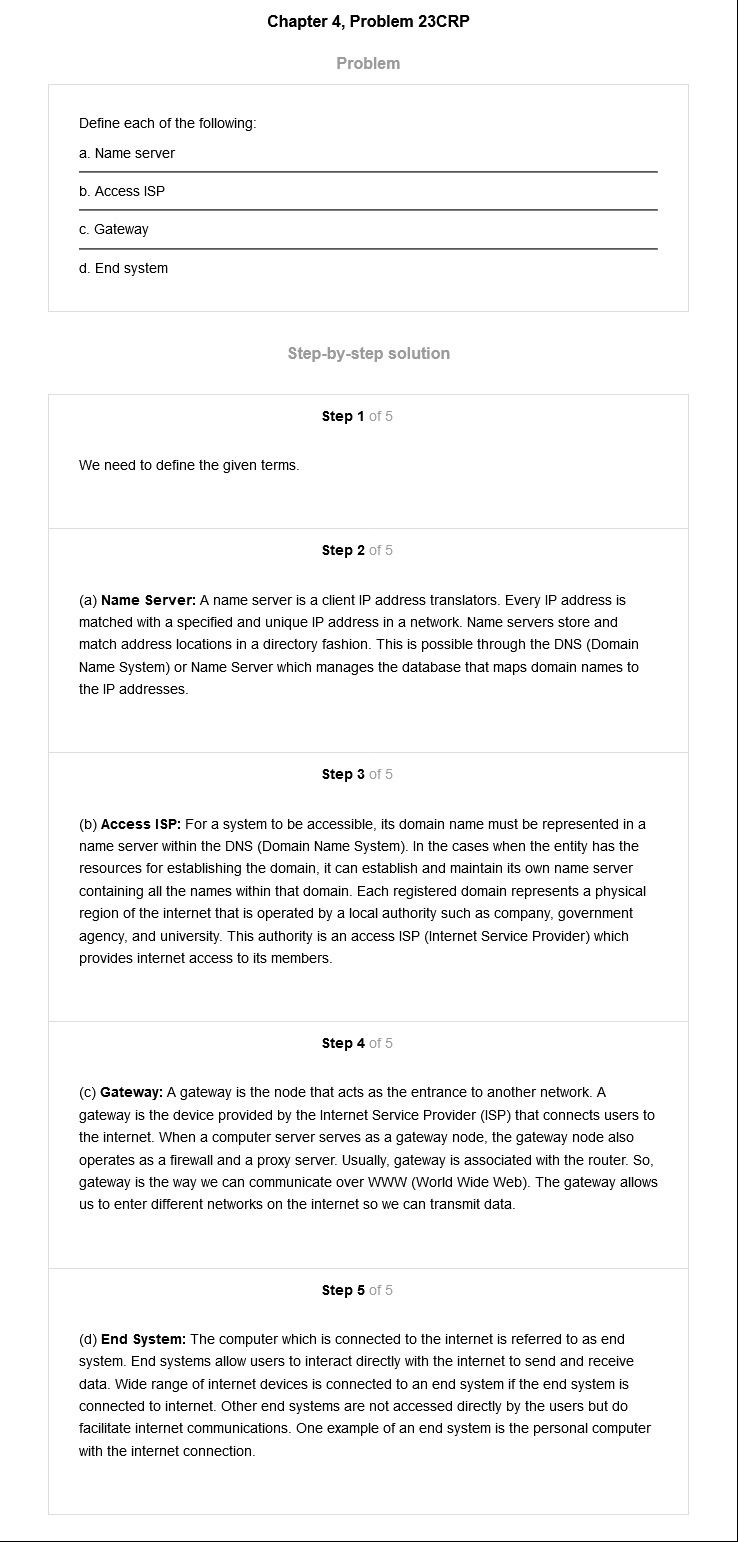 Chapter 4, Problem 23CRP
Problem
Define each of the following:
a. Name server
b. Access ISP
c. Gateway
d. End system
Step-by-step solution
Step 1 of 5
We need to define the given terms.
Step 2 of 5
(a) Name Server: A name server is a client IP address translators. Every IP address is
matched with a specified and unique IP address in a network. Name servers store and
match address locations in a directory fashion. This is possible through the DNS (Domain
Name System) or Name Server which manages the database that maps domain names to
the IP addresses.
Step 3 of 5
(b) Access ISP: For a system to be accessible, its domain name must be represented in a
name server within the DNS (Domain Name System). In the cases when the entity has the
resources for establishing the domain, it can establish and maintain its own name server
containing all the names within that domain. Each registered domain represents a physical
region of the internet that is operated by a local authority such as company, government
agency, and university. This authority is an access ISP (Internet Service Provider) which
provides internet access to its members.
Step 4 of 5
(c) Gateway: A gateway is the node that acts as the entrance to another network. A
gateway is the device provided by the Internet Service Provider (ISP) that connects users to
the internet. When a computer server serves as a gateway node, the gateway node also
operates as a firewall and a proxy server. Usually, gateway is associated with the router. So,
gateway is the way we can communicate over WWW (World Wide Web). The gateway allows
us to enter different networks on the internet so we can transmit data.
Step 5 of 5
(d) End System: The computer which is connected to the internet is referred to as end
system. End systems allow users to interact directly with the internet to send and receive
data. Wide range of internet devices is connected to an end system if the end system is
connected to internet. Other end systems are not accessed directly by the users but do
facilitate internet communications. One example of an end system is the personal computer
with the internet connection.